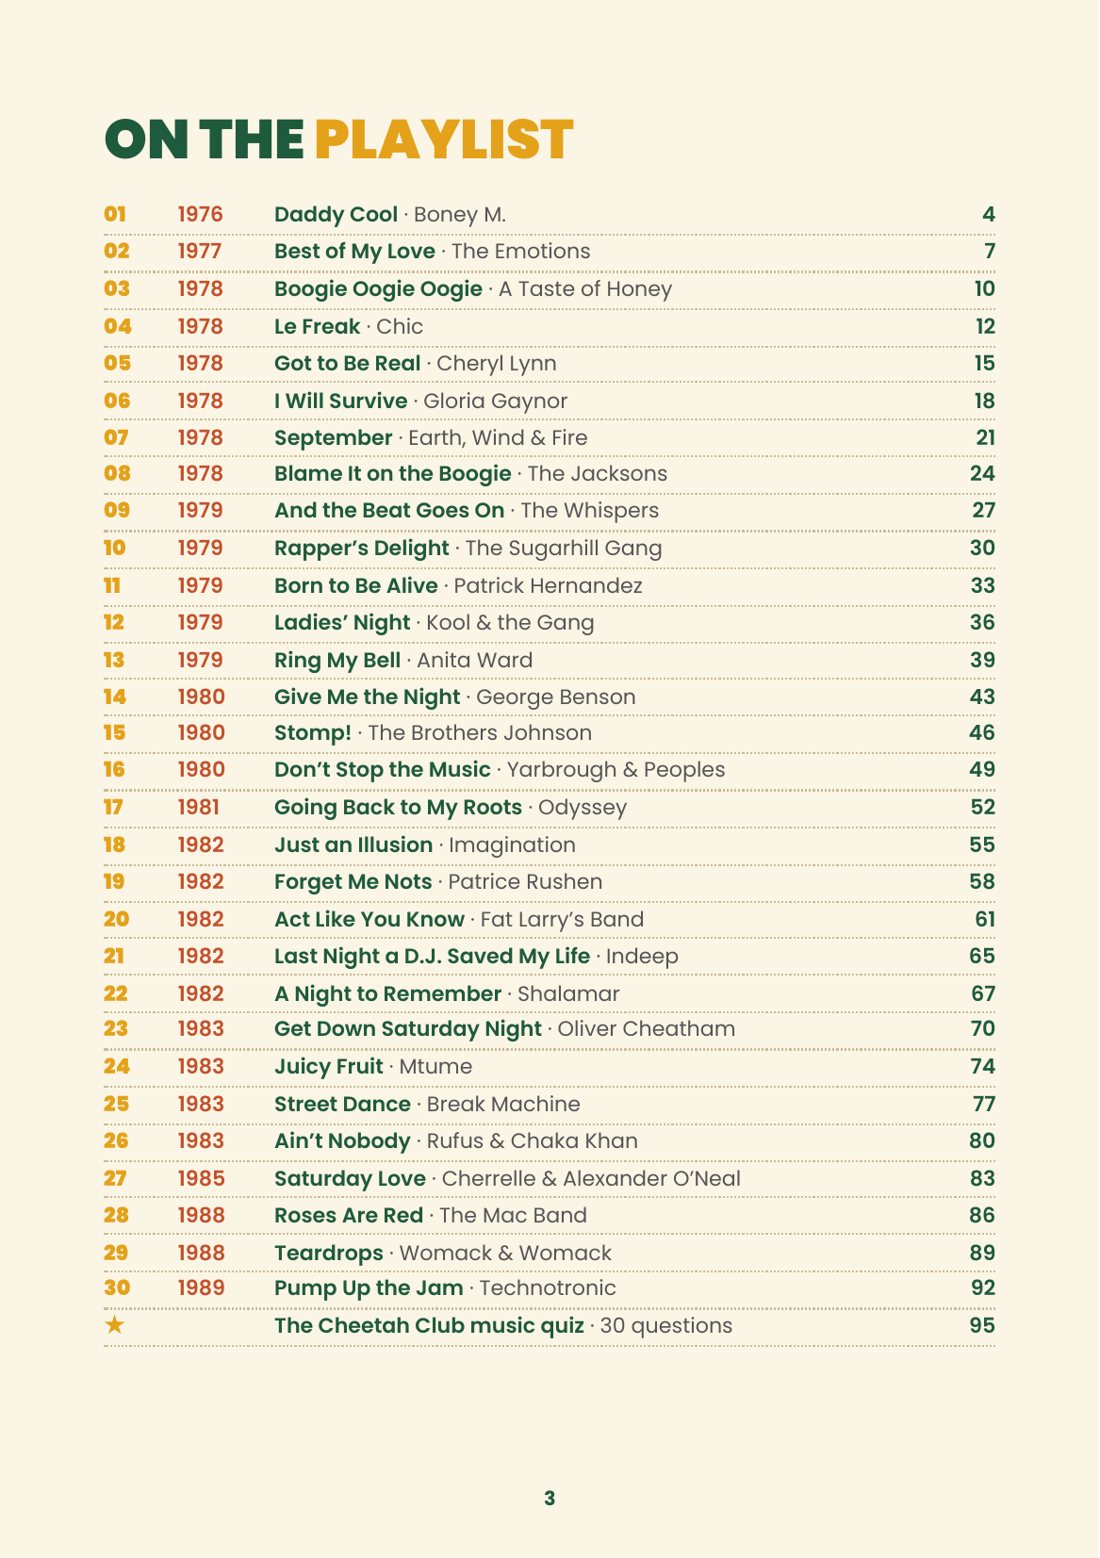 ON THE PLAYLIST
01 1976 Daddy Cool · Boney M. 4
02 1977 Best of My Love · The Emotions 7
03 1978 Boogie Oogie Oogie · A Taste of Honey 10
04 1978 Le Freak · Chic 12
05 1978 Got to Be Real · Cheryl Lynn 15
06 1978 I Will Survive · Gloria Gaynor 18
07 1978 September · Earth, Wind & Fire 21
08 1978 Blame It on the Boogie · The Jacksons 24
09 1979 And the Beat Goes On · The Whispers 27
10 1979 Rapper’s Delight · The Sugarhill Gang 30
11 1979 Born to Be Alive · Patrick Hernandez 33
12 1979 Ladies’ Night · Kool & the Gang 36
13 1979 Ring My Bell · Anita Ward 39
14 1980 Give Me the Night · George Benson 43
15 1980 Stomp! · The Brothers Johnson 46
16 1980 Don’t Stop the Music · Yarbrough & Peoples 49
17 1981 Going Back to My Roots · Odyssey 52
18 1982 Just an Illusion · Imagination 55
19 1982 Forget Me Nots · Patrice Rushen 58
20 1982 Act Like You Know · Fat Larry’s Band 61
21 1982 Last Night a D.J. Saved My Life · Indeep 65
22 1982 A Night to Remember · Shalamar 67
23 1983 Get Down Saturday Night · Oliver Cheatham 70
24 1983 Juicy Fruit · Mtume 74
25 1983 Street Dance · Break Machine 77
26 1983 Ain’t Nobody · Rufus & Chaka Khan 80
27 1985 Saturday Love · Cherrelle & Alexander O’Neal 83
28 1988 Roses Are Red · The Mac Band 86
29 1988 Teardrops · Womack & Womack 89
30 1989 Pump Up the Jam · Technotronic 92
★ The Cheetah Club music quiz · 30 questions 95
3